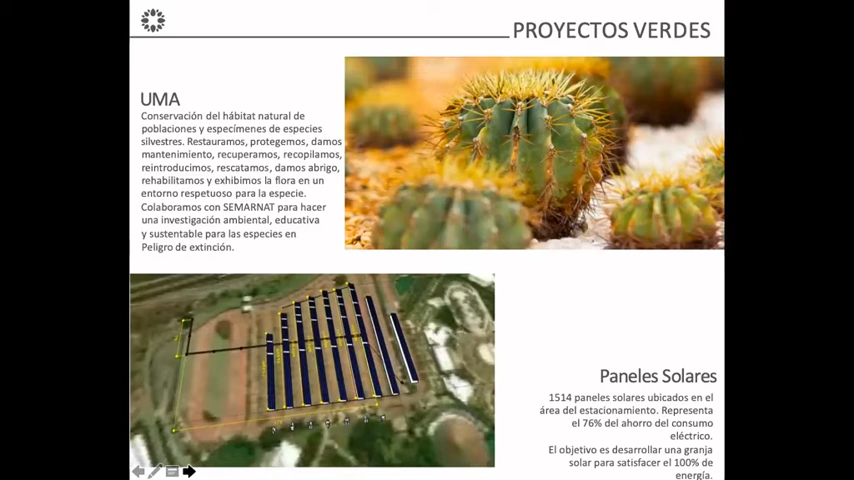 PROYECTOS VERDES
UMA
Conservación del hábitat natural de
poblaciones y especímenes de especies
silvestres. Restauramos, protegemos, damos
mantenimiento, recuperamos, recopilamos,
reintroducimos, rescatamos, damos abrigo,
rehabilitamos y exhibimos la flora en un
entorno respetuoso para la especie.
Colaboramos con SEMARNAT para hacer
una investigación ambiental, educativa
y sustentable para las especies en
Peligro de extinción.
Paneles Solares
1514 paneles solares ubicados en el
área del estacionamiento. Representa
el 76% del ahorro del consumo
eléctrico.
El objetivo es desarrollar una granja
solar para satisfacer el 100% de
energía.